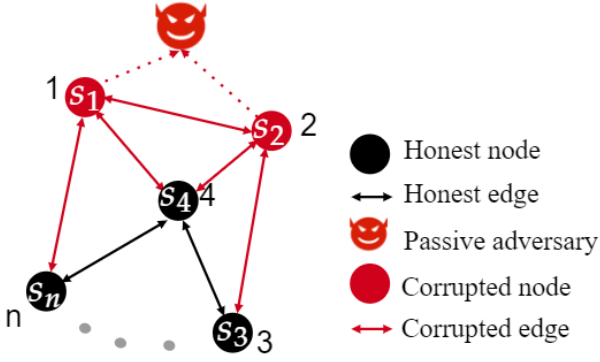 1
s1
s2
2
s4
4
sn
n
s3
3
Honest node
Honest edge
Passive adversary
Corrupted node
Corrupted edge